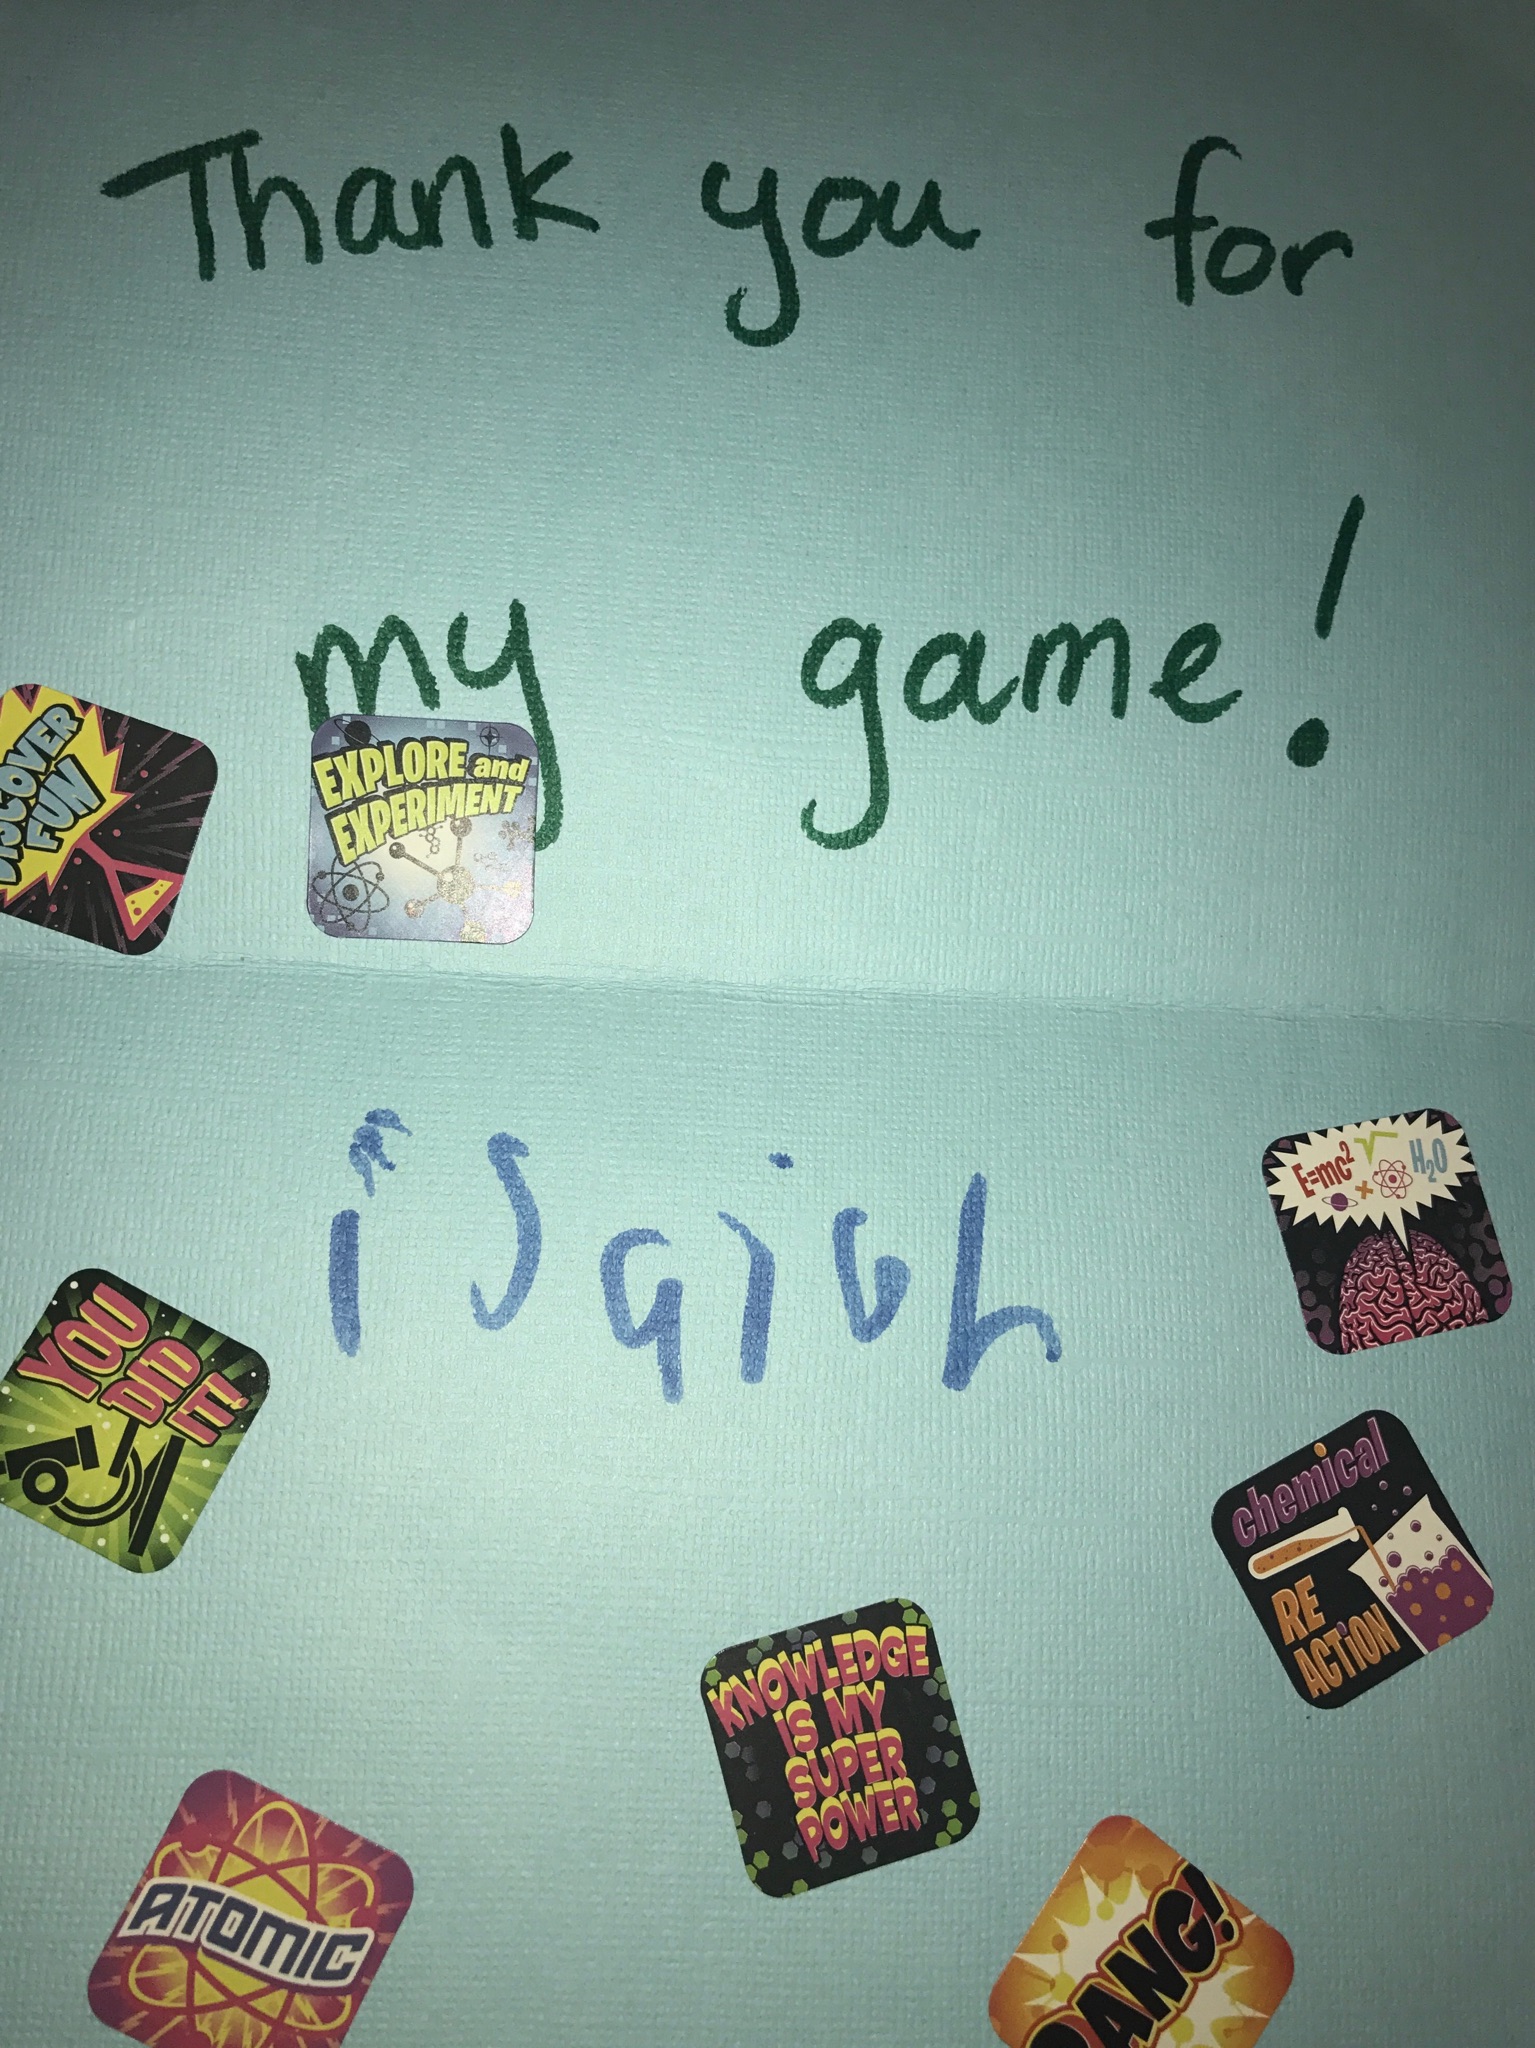 Thank you for
my game!
DISCOVER
FUN
EXPLORE and
EXPERIMENT
isaiah
E=mc² √ H₂O
+
YOU
DID
IT!
chemical
RE
ACTiON
KNOWLEDGE
iS MY
SUPER
POWER
ATOMIC
BANG!